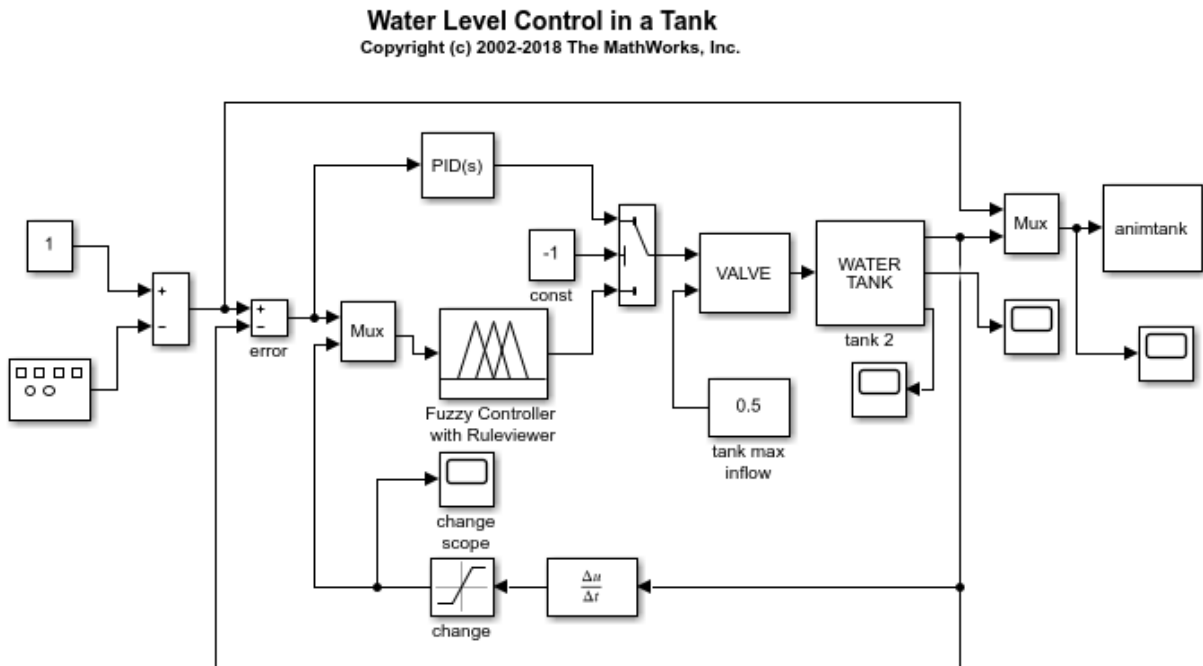 Water Level Control in a Tank
Copyright (c) 2002-2018 The MathWorks, Inc.
PID(s)
1
+
−
+
−
error
Mux
-1
const
Fuzzy Controller
with Ruleviewer
VALVE
WATER
TANK
tank 2
0.5
tank max
inflow
Mux
animtank
change
scope
change
Δu
Δt